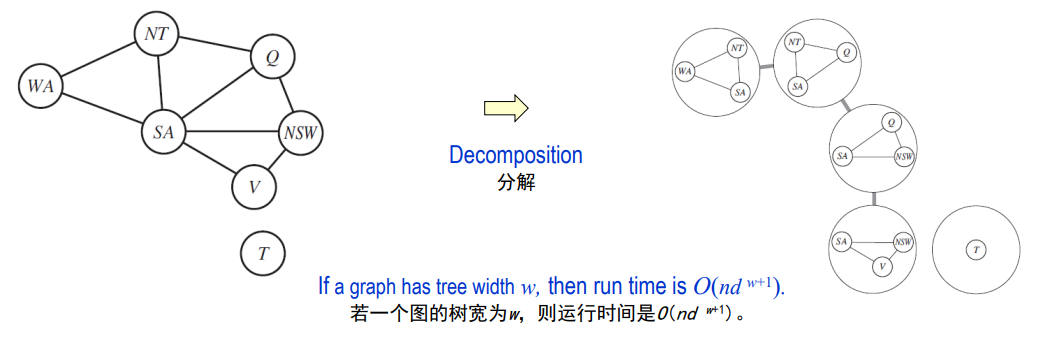 NT
Q
WA
SA
NSW
V
T
Decomposition
分解
NT
WA
SA
NT
Q
SA
Q
SA
NSW
SA
NSW
V
T
If a graph has tree width w, then run time is O(nd w+1).
若一个图的树宽为w，则运行时间是O(nd w+1)。